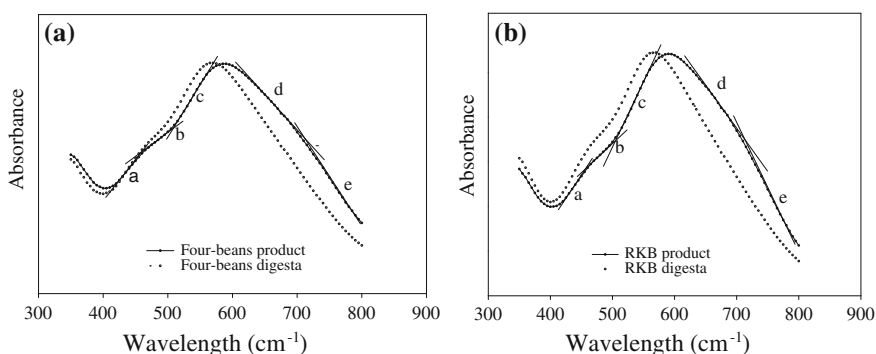 (a)
Absorbance
a
b
c
d
e
Four-beans product
Four-beans digesta
300 400 500 600 700 800 900
Wavelength (cm-1)
(b)
Absorbance
a
b
c
d
e
RKB product
RKB digesta
300 400 500 600 700 800 900
Wavelength (cm-1)